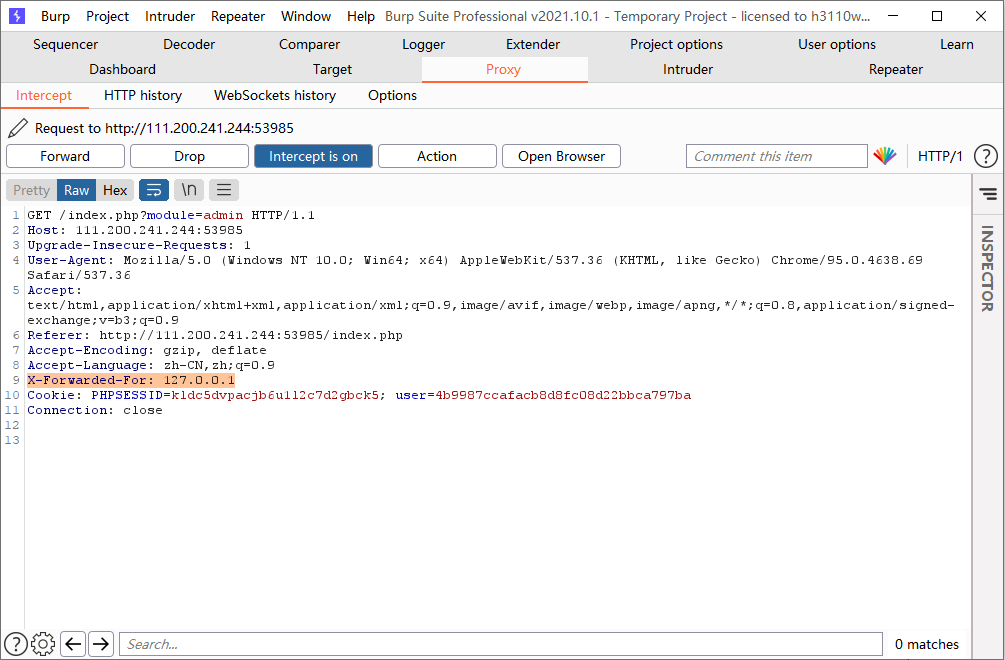 Burp Project Intruder Repeater Window Help Burp Suite Professional v2021.10.1 - Temporary Project - licensed to h3110w...
Sequencer Decoder Comparer Logger Extender Project options User options Learn
Dashboard Target Proxy Intruder Repeater
Intercept HTTP history WebSockets history Options
Request to http://111.200.241.244:53985
Forward Drop Intercept is on Action Open Browser Comment this item HTTP/1 ?
Pretty Raw Hex \n
INSPECTOR
1 GET /index.php?module=admin HTTP/1.1
2 Host: 111.200.241.244:53985
3 Upgrade-Insecure-Requests: 1
4 User-Agent: Mozilla/5.0 (Windows NT 10.0; Win64; x64) AppleWebKit/537.36 (KHTML, like Gecko) Chrome/95.0.4638.69
Safari/537.36
5 Accept:
text/html,application/xhtml+xml,application/xml;q=0.9,image/avif,image/webp,image/apng,*/*;q=0.8,application/signed-
exchange;v=b3;q=0.9
6 Referer: http://111.200.241.244:53985/index.php
7 Accept-Encoding: gzip, deflate
8 Accept-Language: zh-CN,zh;q=0.9
9 X-Forwarded-For: 127.0.0.1
10 Cookie: PHPSESSID=kldc5dvpacjb6u1l2c7d2gbck5; user=4b9987ccafacb8d8fc08d22bbca797ba
11 Connection: close
12
13
? Search... 0 matches